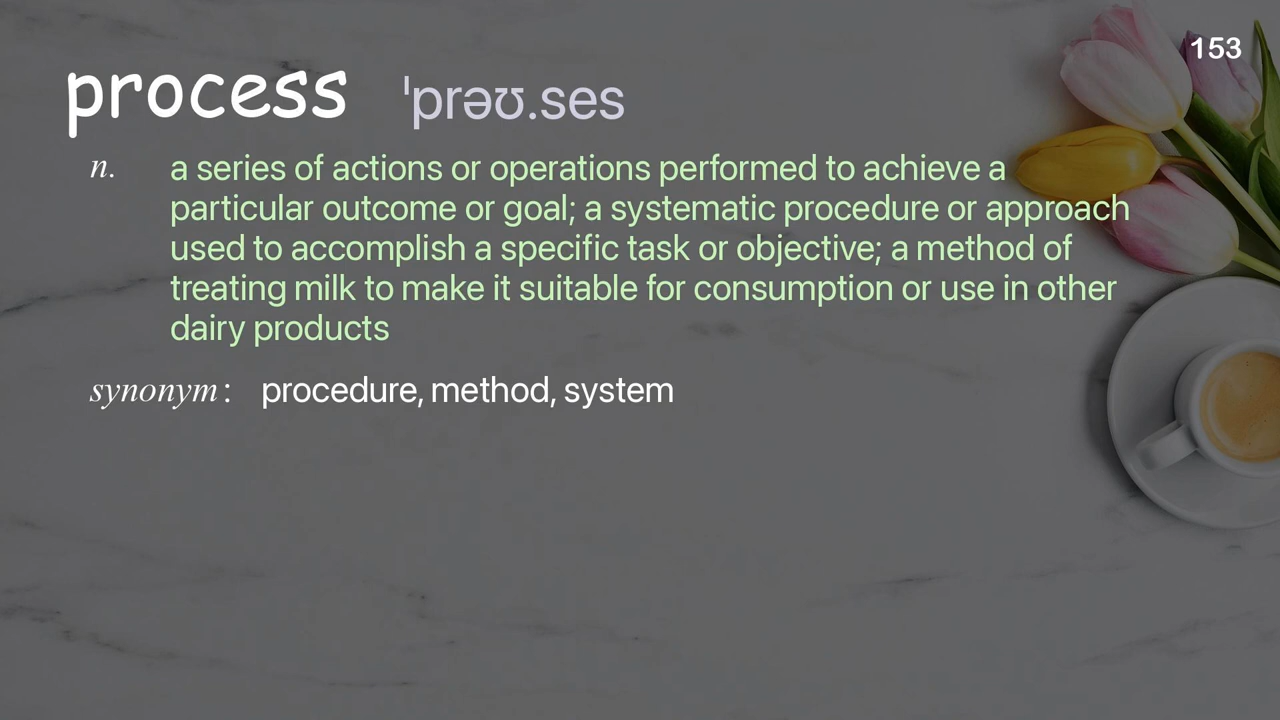 153
process ˈprəʊ.ses
n. a series of actions or operations performed to achieve a
particular outcome or goal; a systematic procedure or approach
used to accomplish a specific task or objective; a method of
treating milk to make it suitable for consumption or use in other
dairy products
synonym: procedure, method, system